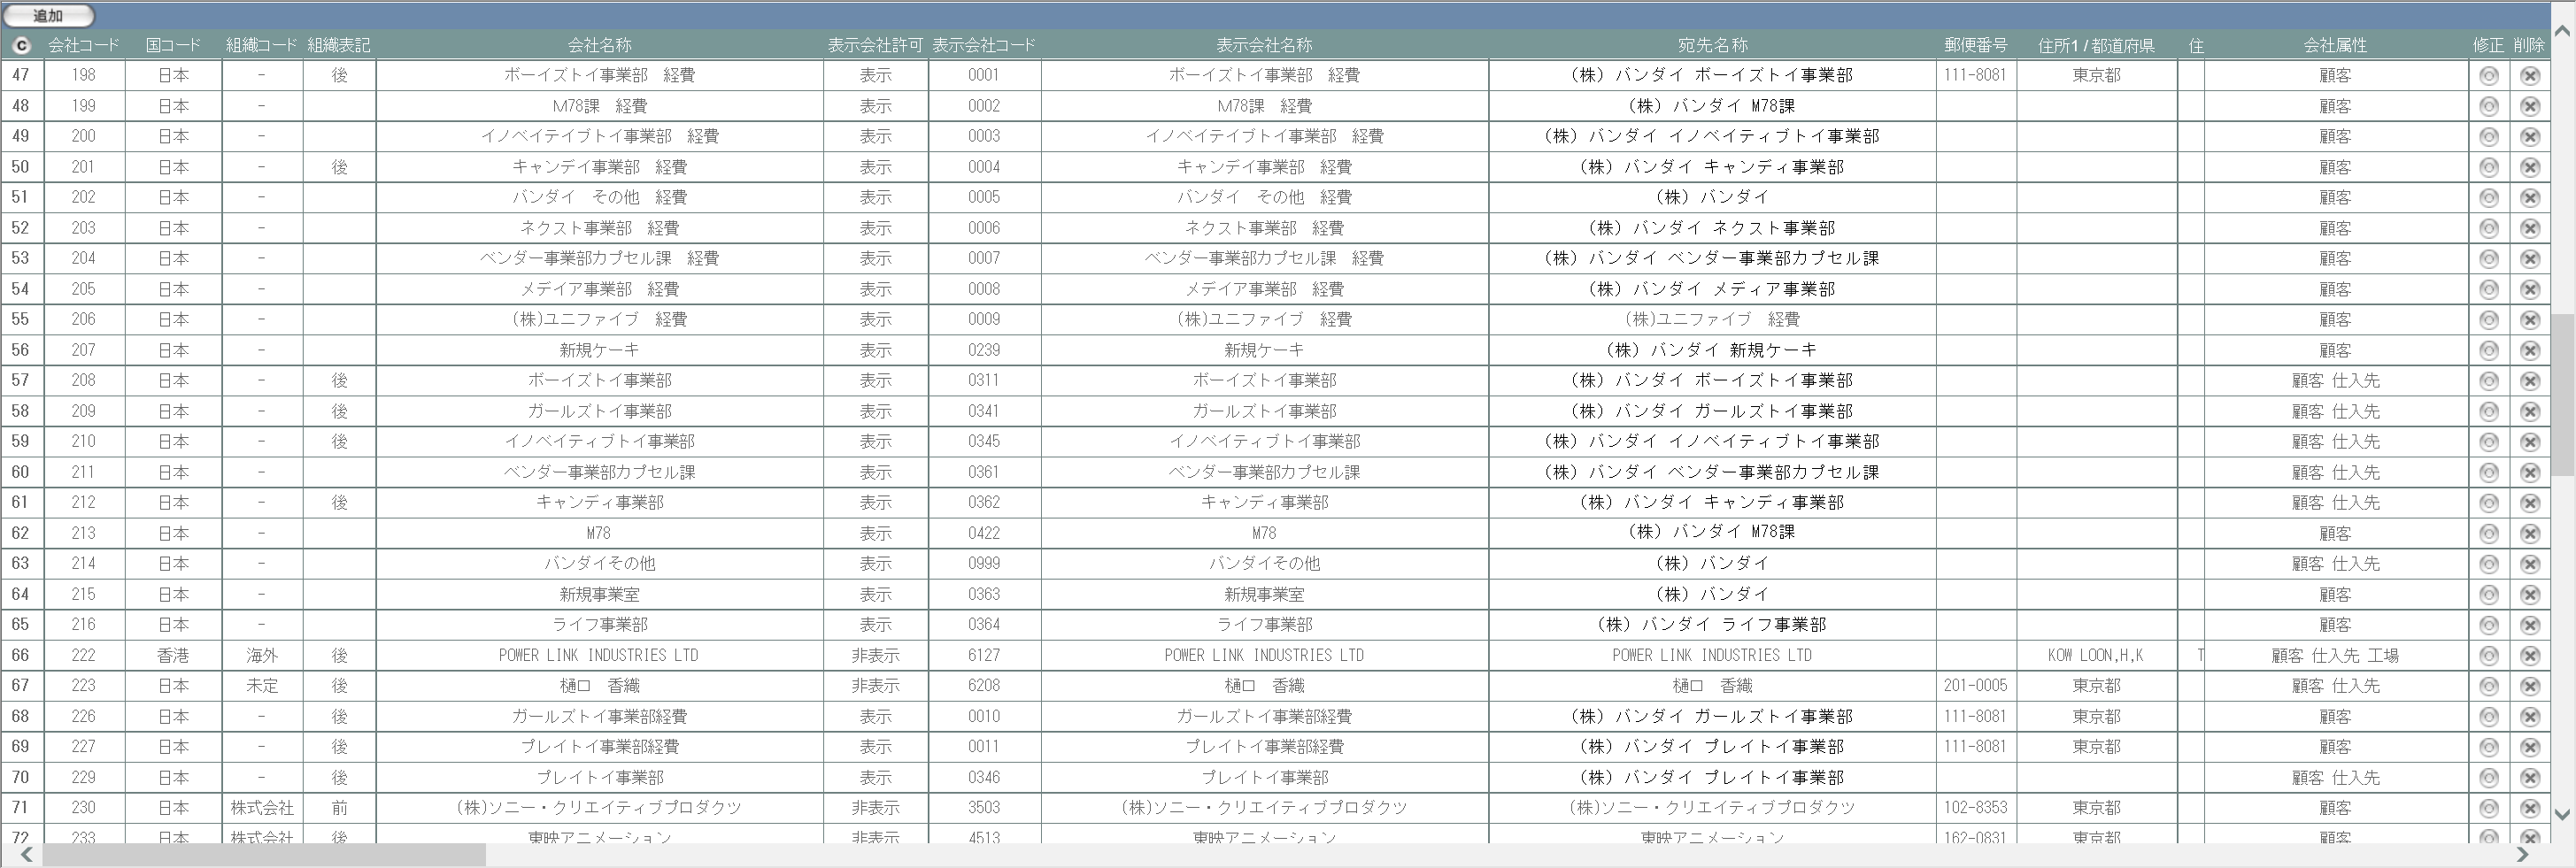 追加
C 会社コード 国コード 組織コード 組織表記 会社名称 表示会社許可 表示会社コード 表示会社名称 宛先名称 郵便番号 住所1 / 都道府県 住 会社属性 修正 削除
47 198 日本 - 後 ボーイズトイ事業部　経費 表示 0001 ボーイズトイ事業部　経費 (株) バンダイ ボーイズトイ事業部 111-8081 東京都 顧客
48 199 日本 - M78課　経費 表示 0002 M78課　経費 (株) バンダイ M78課 顧客
49 200 日本 - イノベイテイブトイ事業部　経費 表示 0003 イノベイテイブトイ事業部　経費 (株) バンダイ イノベイティブトイ事業部 顧客
50 201 日本 - 後 キャンデイ事業部　経費 表示 0004 キャンデイ事業部　経費 (株) バンダイ キャンディ事業部 顧客
51 202 日本 - バンダイ　その他　経費 表示 0005 バンダイ　その他　経費 (株) バンダイ 顧客
52 203 日本 - ネクスト事業部　経費 表示 0006 ネクスト事業部　経費 (株) バンダイ ネクスト事業部 顧客
53 204 日本 - ベンダー事業部カプセル課　経費 表示 0007 ベンダー事業部カプセル課　経費 (株) バンダイ ベンダー事業部カプセル課 顧客
54 205 日本 - メデイア事業部　経費 表示 0008 メデイア事業部　経費 (株) バンダイ メディア事業部 顧客
55 206 日本 - (株)ユニファイブ　経費 表示 0009 (株)ユニファイブ　経費 (株)ユニファイブ　経費 顧客
56 207 日本 - 新規ケーキ 表示 0239 新規ケーキ (株) バンダイ 新規ケーキ 顧客
57 208 日本 - 後 ボーイズトイ事業部 表示 0311 ボーイズトイ事業部 (株) バンダイ ボーイズトイ事業部 顧客 仕入先
58 209 日本 - 後 ガールズトイ事業部 表示 0341 ガールズトイ事業部 (株) バンダイ ガールズトイ事業部 顧客 仕入先
59 210 日本 - 後 イノベイティブトイ事業部 表示 0345 イノベイティブトイ事業部 (株) バンダイ イノベイティブトイ事業部 顧客 仕入先
60 211 日本 - ベンダー事業部カプセル課 表示 0361 ベンダー事業部カプセル課 (株) バンダイ ベンダー事業部カプセル課 顧客 仕入先
61 212 日本 - 後 キャンディ事業部 表示 0362 キャンディ事業部 (株) バンダイ キャンディ事業部 顧客 仕入先
62 213 日本 - M78 表示 0422 M78 (株) バンダイ M78課 顧客
63 214 日本 - バンダイその他 表示 0999 バンダイその他 (株) バンダイ 顧客 仕入先
64 215 日本 - 新規事業室 表示 0363 新規事業室 (株) バンダイ 顧客
65 216 日本 - ライフ事業部 表示 0364 ライフ事業部 (株) バンダイ ライフ事業部 顧客
66 222 香港 海外 後 POWER LINK INDUSTRIES LTD 非表示 6127 POWER LINK INDUSTRIES LTD POWER LINK INDUSTRIES LTD KOW LOON,H,K T 顧客 仕入先 工場
67 223 日本 未定 後 樋口　香織 非表示 6208 樋口　香織 樋口　香織 201-0005 東京都 顧客 仕入先
68 226 日本 - 後 ガールズトイ事業部経費 表示 0010 ガールズトイ事業部経費 (株) バンダイ ガールズトイ事業部 111-8081 東京都 顧客
69 227 日本 - 後 プレイトイ事業部経費 表示 0011 プレイトイ事業部経費 (株) バンダイ プレイトイ事業部 111-8081 東京都 顧客
70 229 日本 - 後 プレイトイ事業部 表示 0346 プレイトイ事業部 (株) バンダイ プレイトイ事業部 顧客 仕入先
71 230 日本 株式会社 前 (株)ソニー・クリエイティブプロダクツ 非表示 3503 (株)ソニー・クリエイティブプロダクツ (株)ソニー・クリエイティブプロダクツ 102-8353 東京都 顧客
72 233 日本 株式会社 後 東映アニメーション 非表示 4513 東映アニメーション 東映アニメーション 162-0831 東京都 顧客